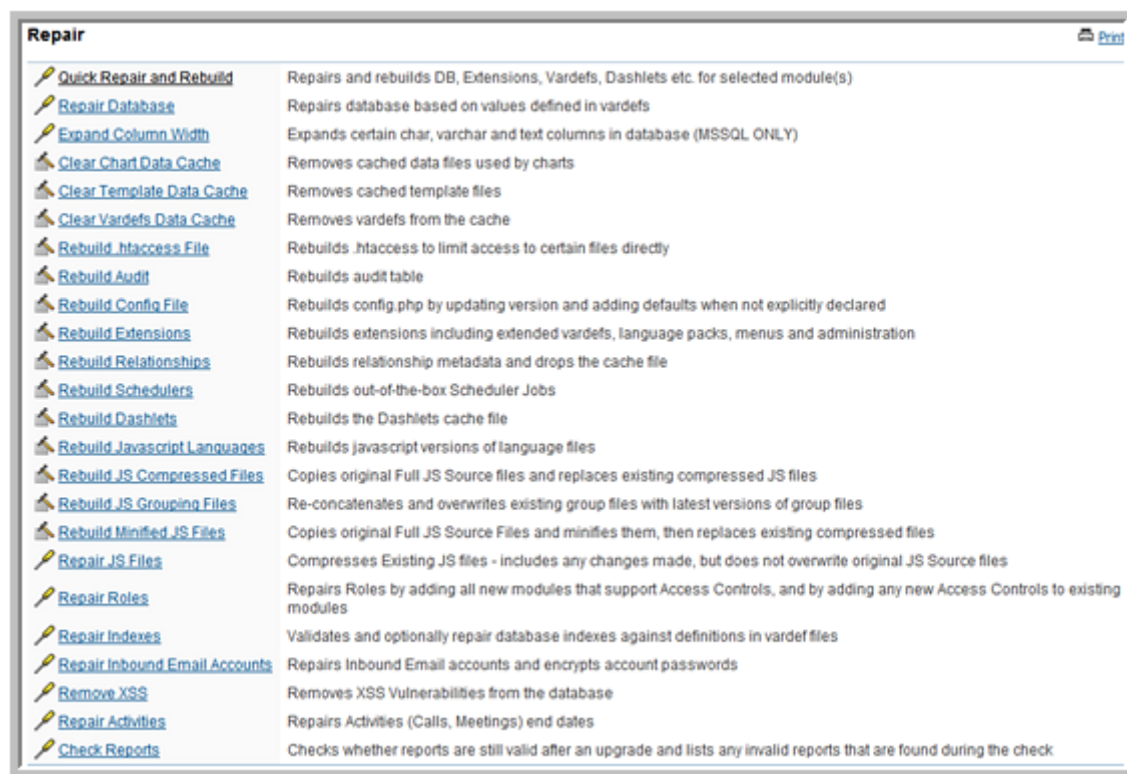 Repair
Print
Quick Repair and Rebuild Repairs and rebuilds DB, Extensions, Vardefs, Dashlets etc. for selected module(s)
Repair Database Repairs database based on values defined in vardefs
Expand Column Width Expands certain char, varchar and text columns in database (MSSQL ONLY)
Clear Chart Data Cache Removes cached data files used by charts
Clear Template Data Cache Removes cached template files
Clear Vardefs Data Cache Removes vardefs from the cache
Rebuild .htaccess File Rebuilds .htaccess to limit access to certain files directly
Rebuild Audit Rebuilds audit table
Rebuild Config File Rebuilds config.php by updating version and adding defaults when not explicitly declared
Rebuild Extensions Rebuilds extensions including extended vardefs, language packs, menus and administration
Rebuild Relationships Rebuilds relationship metadata and drops the cache file
Rebuild Schedulers Rebuilds out-of-the-box Scheduler Jobs
Rebuild Dashlets Rebuilds the Dashlets cache file
Rebuild Javascript Languages Rebuilds javascript versions of language files
Rebuild JS Compressed Files Copies original Full JS Source files and replaces existing compressed JS files
Rebuild JS Grouping Files Re-concatenates and overwrites existing group files with latest versions of group files
Rebuild Minified JS Files Copies original Full JS Source Files and minifies them, then replaces existing compressed files
Repair JS Files Compresses Existing JS files - includes any changes made, but does not overwrite original JS Source files
Repair Roles Repairs Roles by adding all new modules that support Access Controls, and by adding any new Access Controls to existing
modules
Repair Indexes Validates and optionally repair database indexes against definitions in vardef files
Repair Inbound Email Accounts Repairs Inbound Email accounts and encrypts account passwords
Remove XSS Removes XSS Vulnerabilities from the database
Repair Activities Repairs Activities (Calls, Meetings) end dates
Check Reports Checks whether reports are still valid after an upgrade and lists any invalid reports that are found during the check